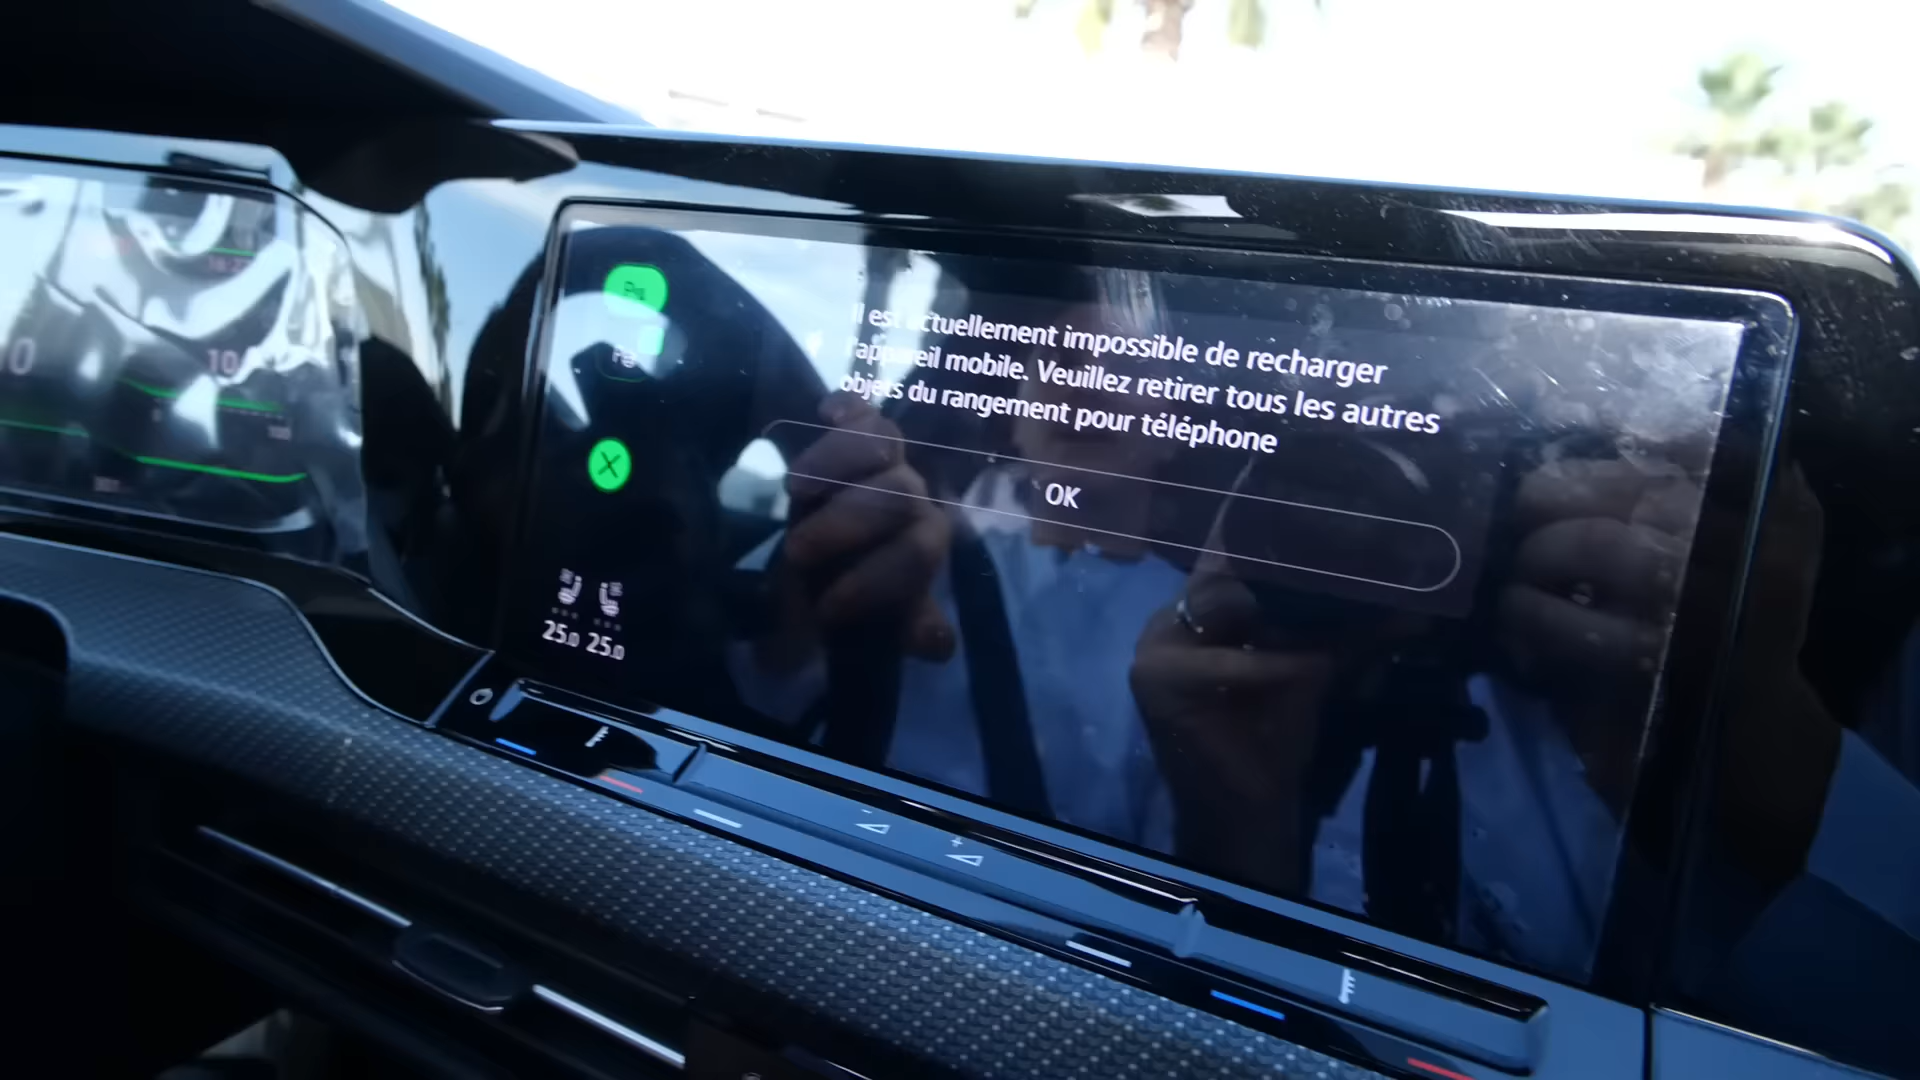 Il est actuellement impossible de recharger
l'appareil mobile. Veuillez retirer tous les autres
objets du rangement pour téléphone
OK
25.0 25.0